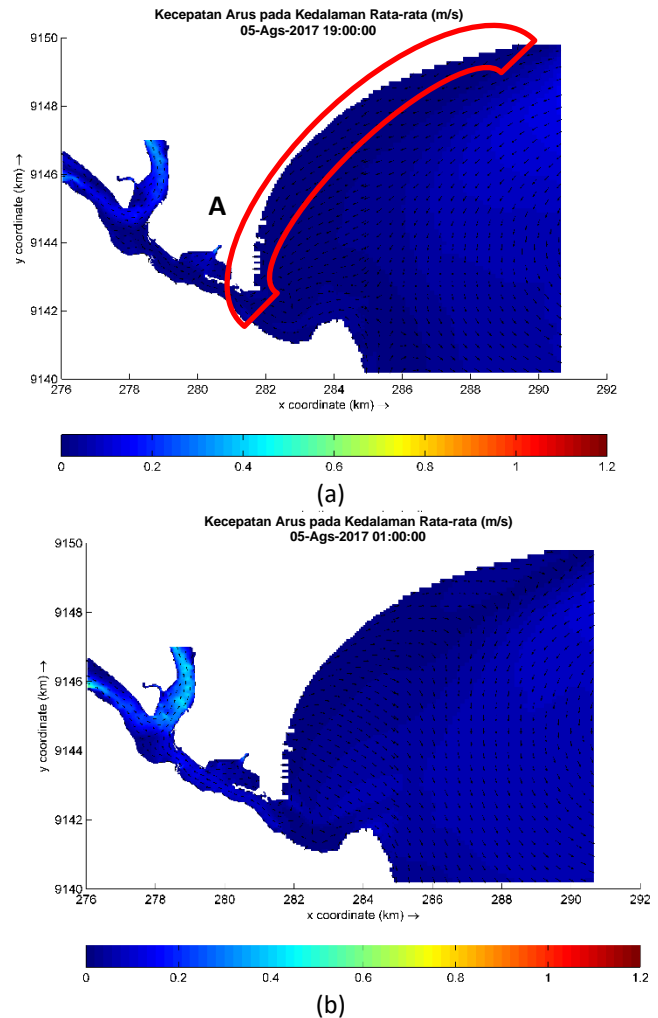 Kecepatan Arus pada Kedalaman Rata-rata (m/s)
05-Ags-2017 19:00:00
9150
9148
9146
9144
9142
9140
y coordinate (km) →
A
276 278 280 282 284 286 288 290 292
x coordinate (km) →
0 0.2 0.4 0.6 0.8 1 1.2
(a)
Kecepatan Arus pada Kedalaman Rata-rata (m/s)
05-Ags-2017 01:00:00
9150
9148
9146
9144
9142
9140
y coordinate (km) →
276 278 280 282 284 286 288 290 292
x coordinate (km) →
0 0.2 0.4 0.6 0.8 1 1.2
(b)